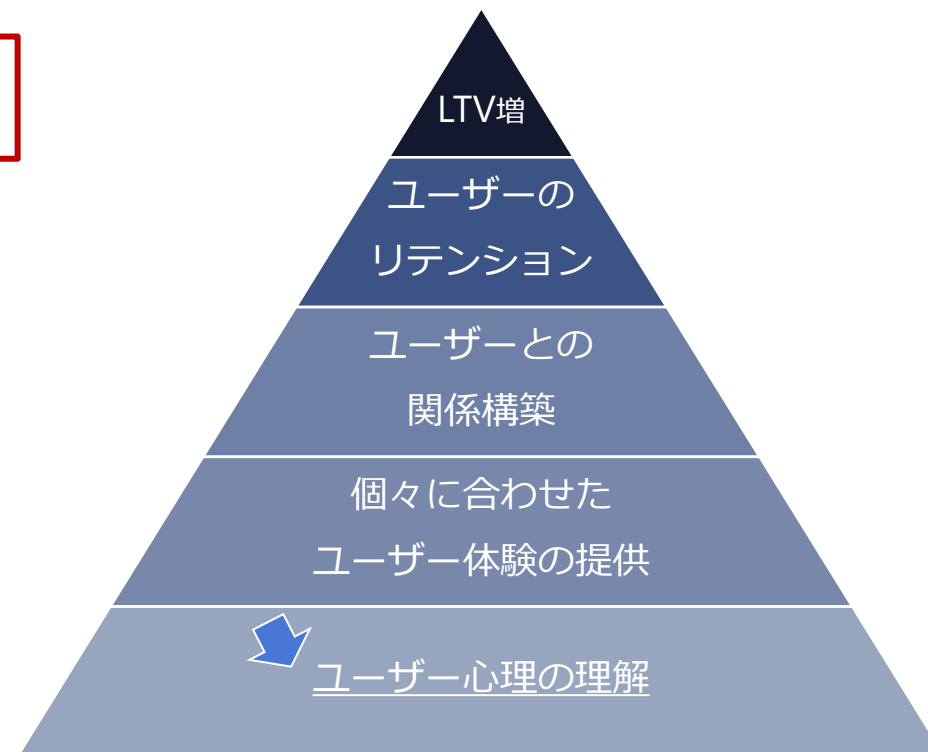 LTV増
ユーザーの
リテンション
ユーザーとの
関係構築
個々に合わせた
ユーザー体験の提供
ユーザー心理の理解